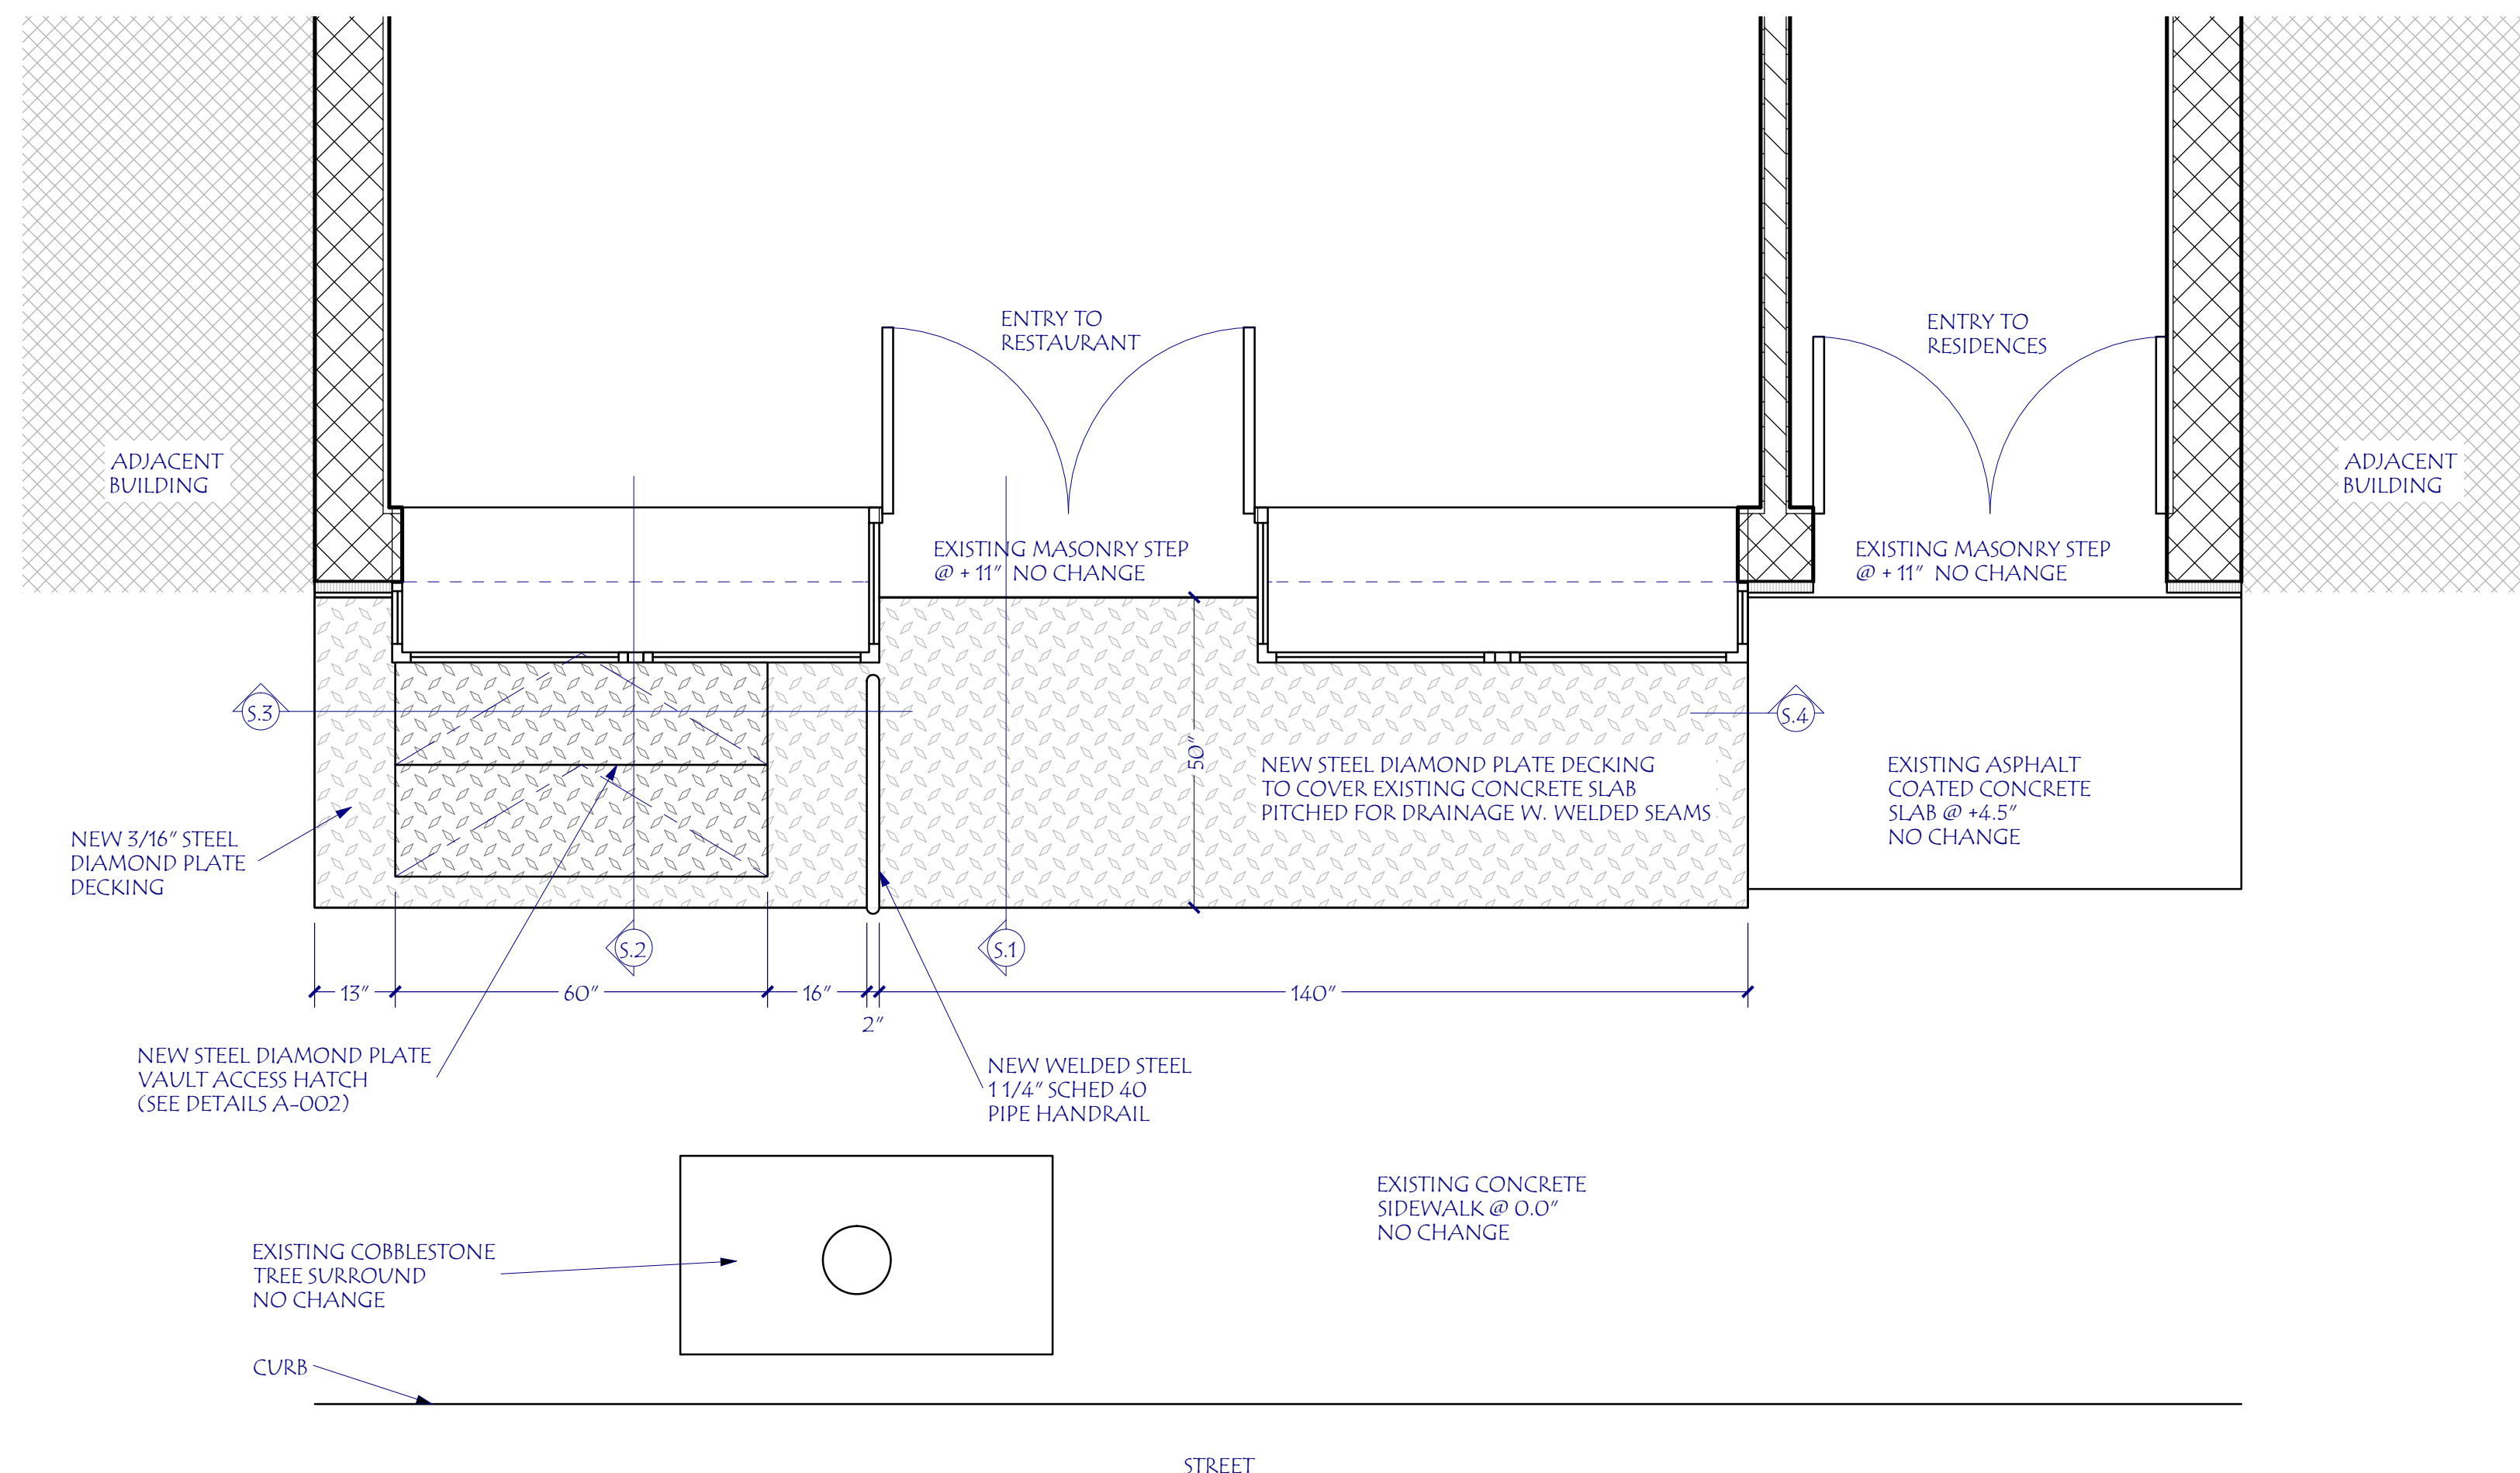 ENTRY TO
RESTAURANT
ENTRY TO
RESIDENCES
ADJACENT
BUILDING
ADJACENT
BUILDING
EXISTING MASONRY STEP
@ + 11" NO CHANGE
EXISTING MASONRY STEP
@ + 11" NO CHANGE
S.3
S.4
50"
NEW STEEL DIAMOND PLATE DECKING
TO COVER EXISTING CONCRETE SLAB
PITCHED FOR DRAINAGE W. WELDED SEAMS
EXISTING ASPHALT
COATED CONCRETE
SLAB @ +4.5"
NO CHANGE
NEW 3/16" STEEL
DIAMOND PLATE
DECKING
S.2
S.1
13"
60"
16"
2"
140"
NEW STEEL DIAMOND PLATE
VAULT ACCESS HATCH
(SEE DETAILS A-002)
NEW WELDED STEEL
1 1/4" SCHED 40
PIPE HANDRAIL
EXISTING CONCRETE
SIDEWALK @ 0.0"
NO CHANGE
EXISTING COBBLESTONE
TREE SURROUND
NO CHANGE
CURB
STREET